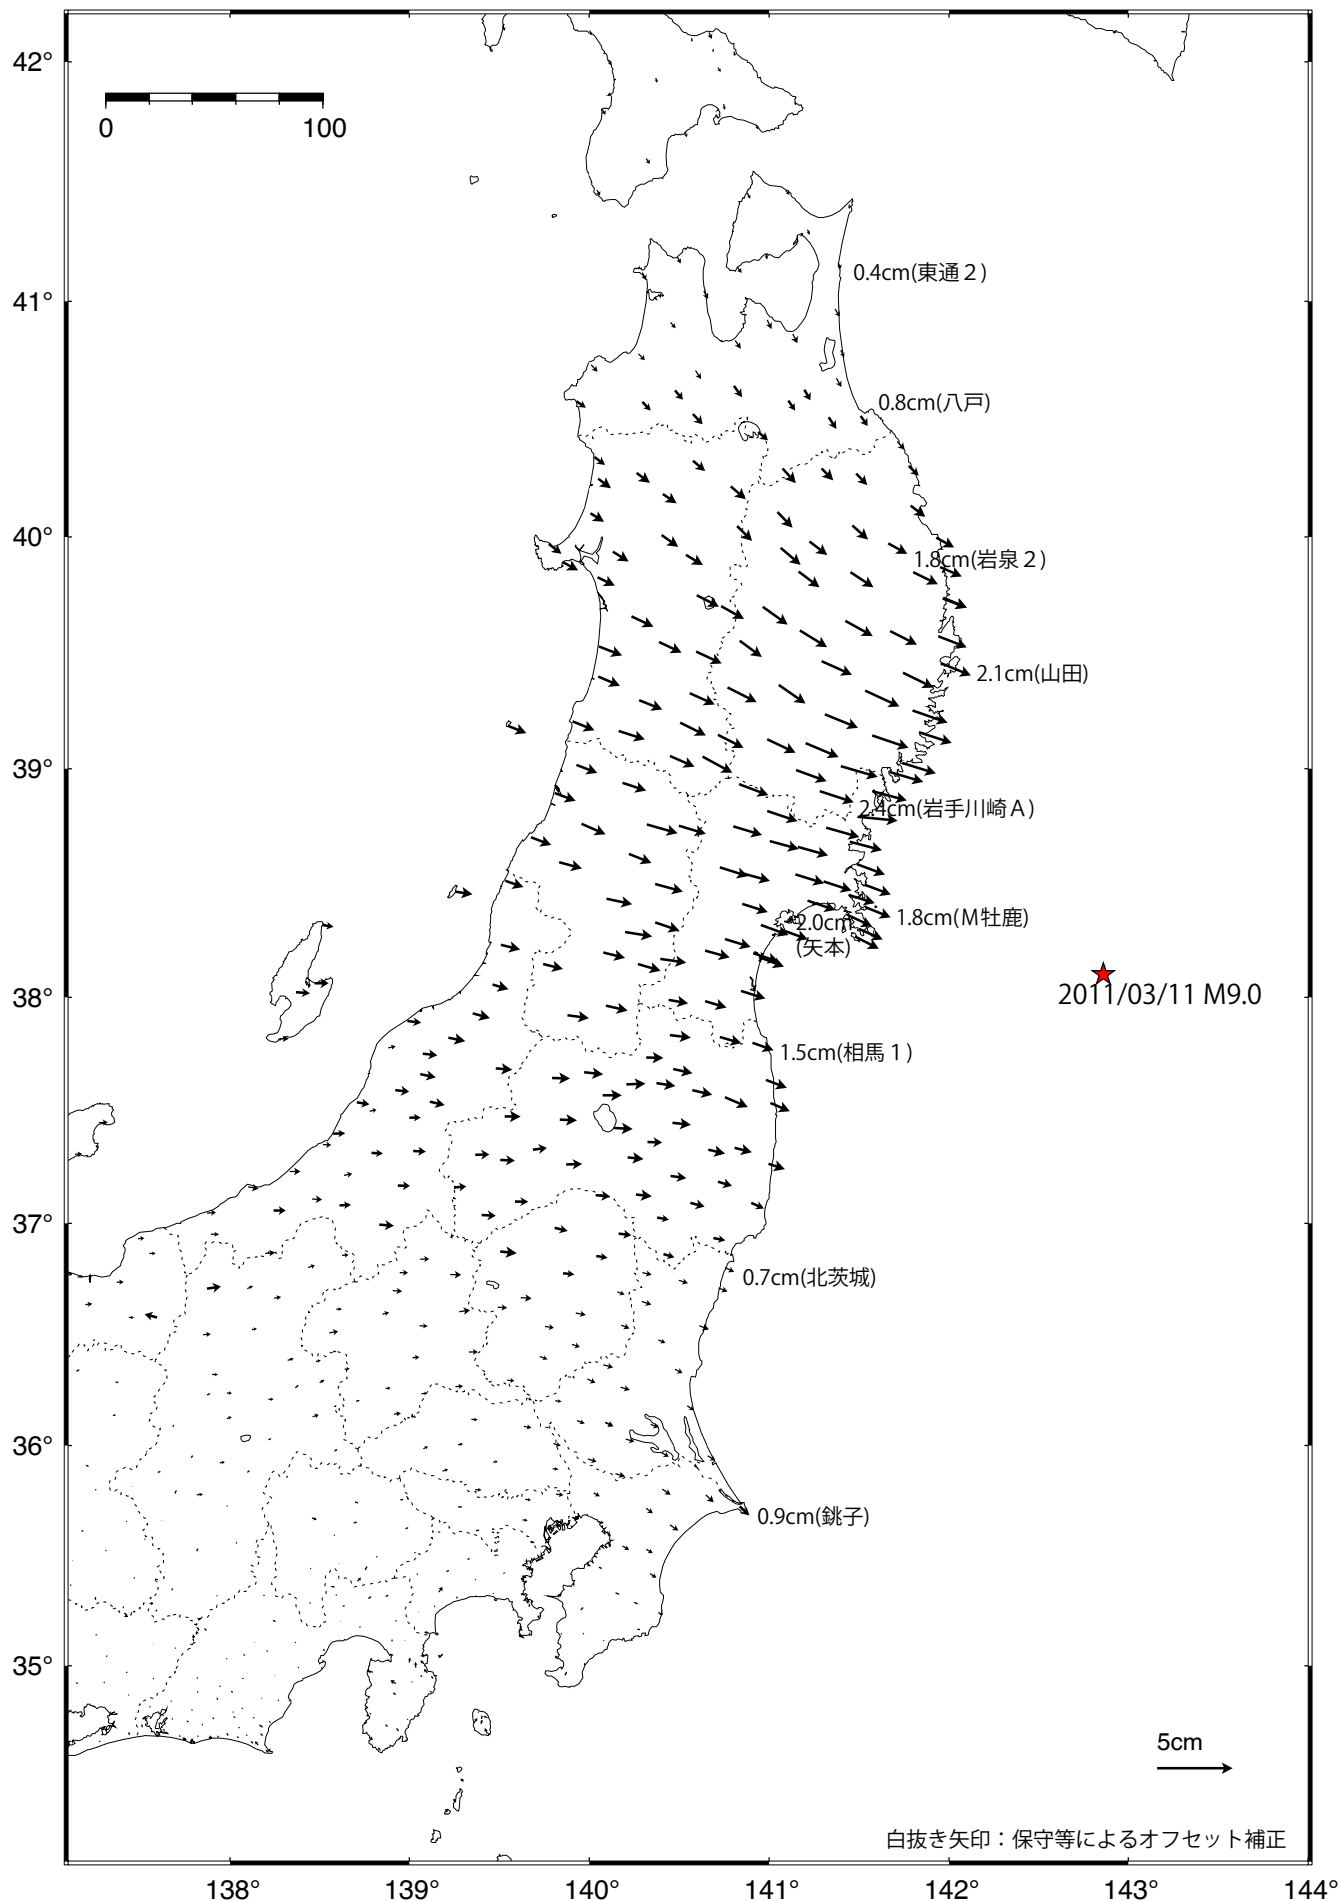 42°
0
100
0.4cm(東通２)
41°
0.8cm(八戸)
40°
1.8cm(岩泉２)
2.1cm(山田)
39°
2.4cm(岩手川崎Ａ)
1.8cm(M牡鹿)
2.0cm
(矢本)
38°
2011/03/11 M9.0
1.5cm(相馬１)
37°
0.7cm(北茨城)
36°
0.9cm(銚子)
35°
5cm
白抜き矢印：保守等によるオフセット補正
138°
139°
140°
141°
142°
143°
144°